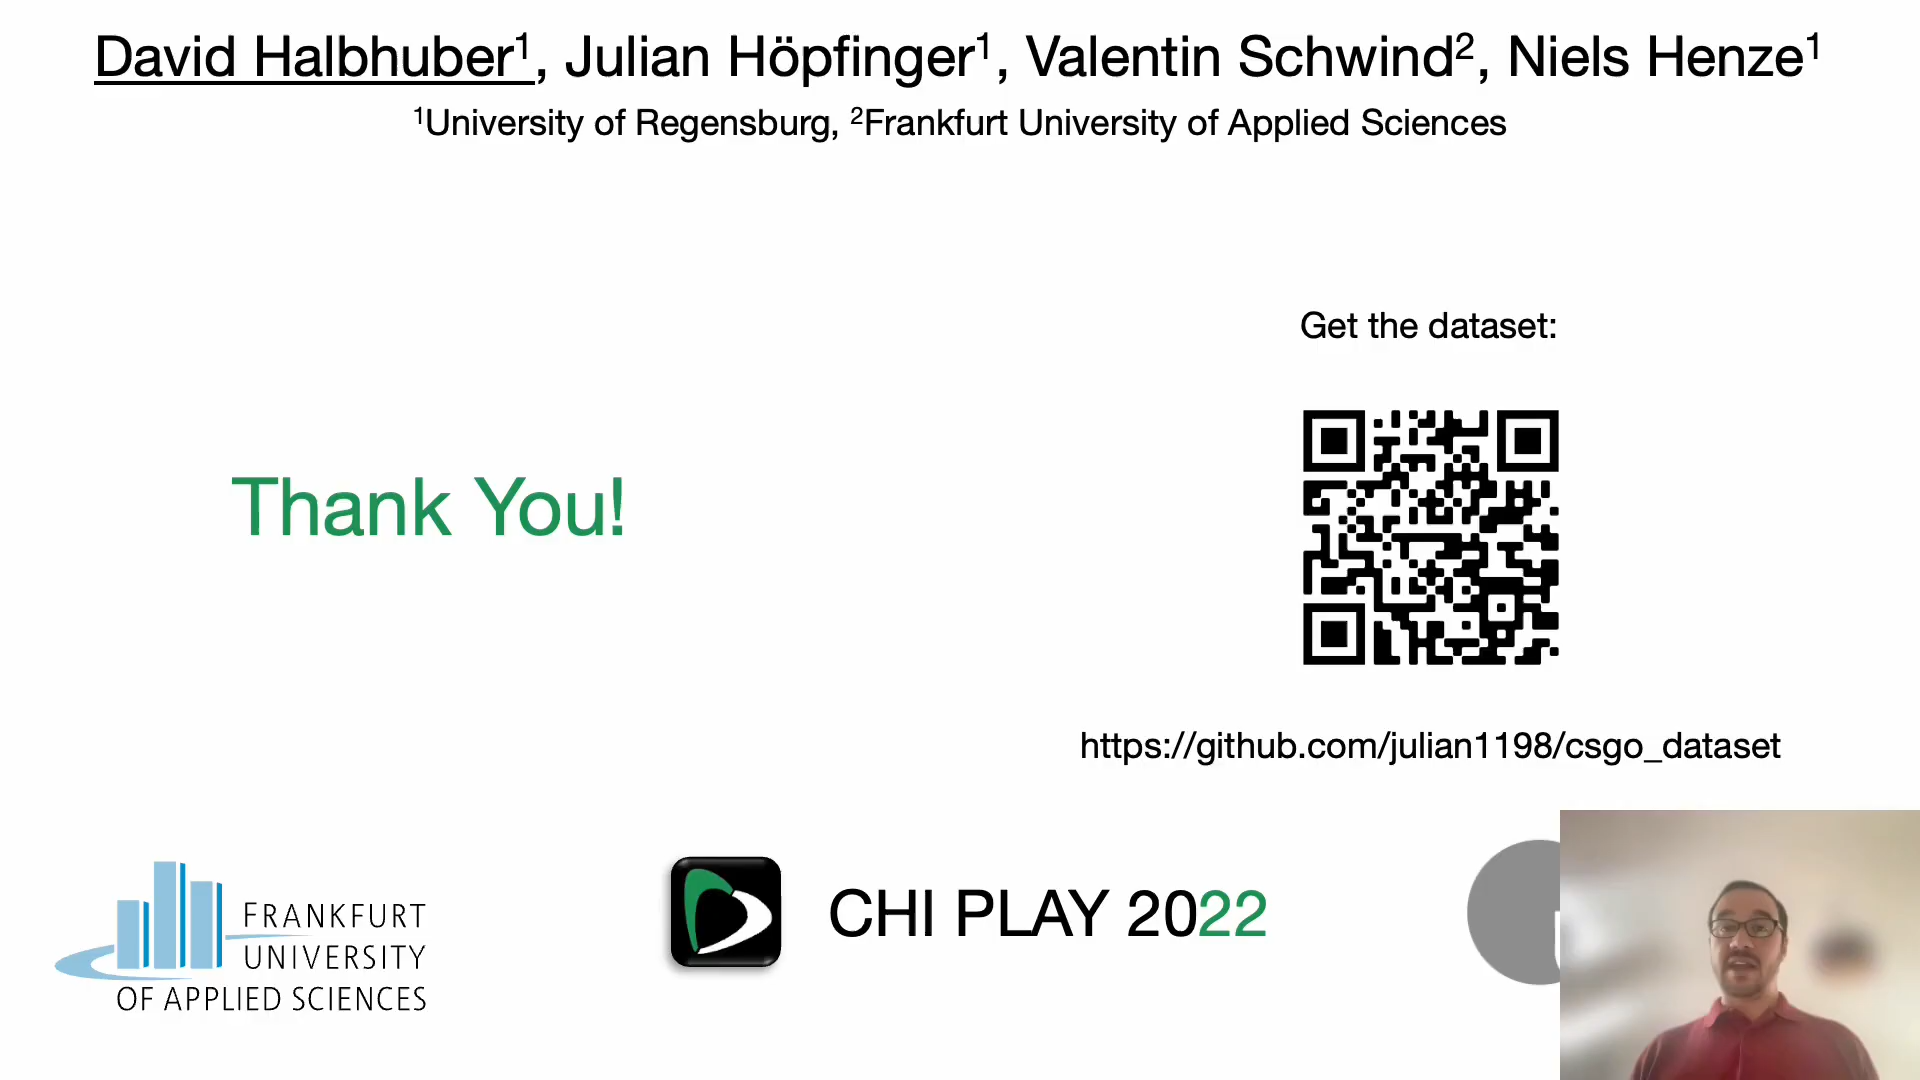 David Halbhuber¹, Julian Höpfinger¹, Valentin Schwind², Niels Henze¹
¹University of Regensburg, ²Frankfurt University of Applied Sciences
Get the dataset:
Thank You!
https://github.com/julian1198/csgo_dataset
FRANKFURT
UNIVERSITY
OF APPLIED SCIENCES
CHI PLAY 2022